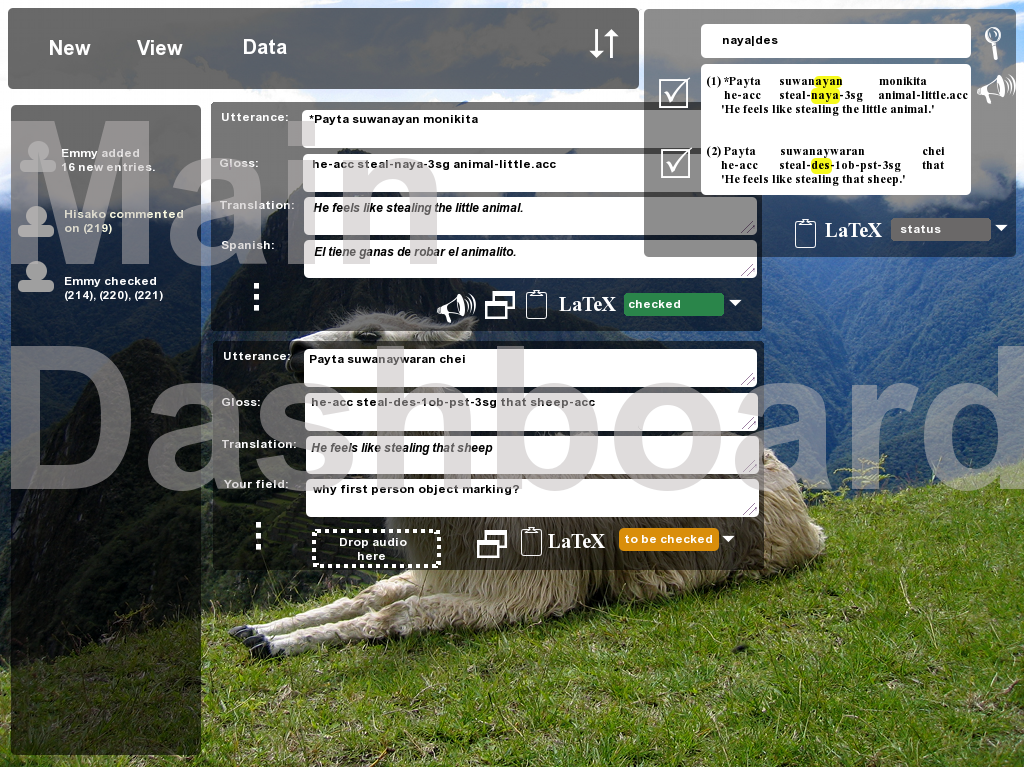 New View Data
naya|des
(1) *Payta suwanayan monikita
he-acc steal-naya-3sg animal-little.acc
'He feels like stealing the little animal.'
(2) Payta suwanaywaran chei
he-acc steal-des-1ob-pst-3sg that
'He feels like stealing that sheep.'
LaTeX status
Main
Dashboard
Emmy added
16 new entries.
Hisako commented
on (219)
Emmy checked
(214), (220), (221)
Utterance: *Payta suwanayan monikita
Gloss: he-acc steal-naya-3sg animal-little.acc
Translation: He feels like stealing the little animal.
Spanish: El tiene ganas de robar el animalito.
LaTeX checked
Utterance: Payta suwanaywaran chei
Gloss: he-acc steal-des-1ob-pst-3sg that sheep-acc
Translation: He feels like stealing that sheep
Your field: why first person object marking?
Drop audio
here
LaTeX to be checked